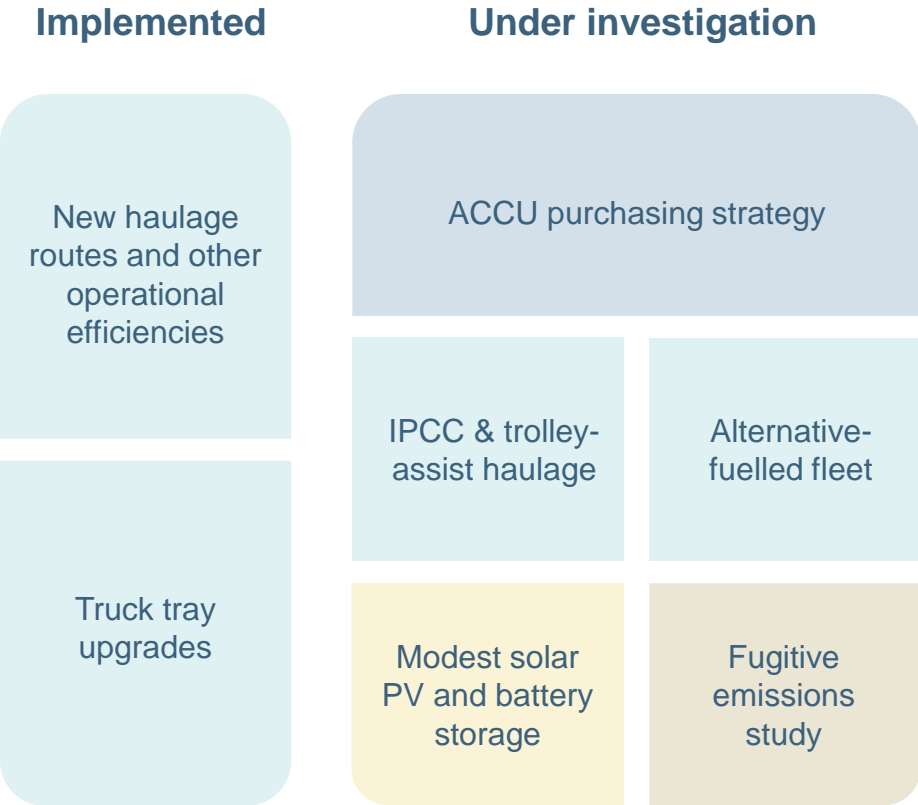 Implemented
Under investigation
New haulage
routes and other
operational
efficiencies
Truck tray
upgrades
ACCU purchasing strategy
IPCC & trolley-
assist haulage
Alternative-
fuelled fleet
Modest solar
PV and battery
storage
Fugitive
emissions
study